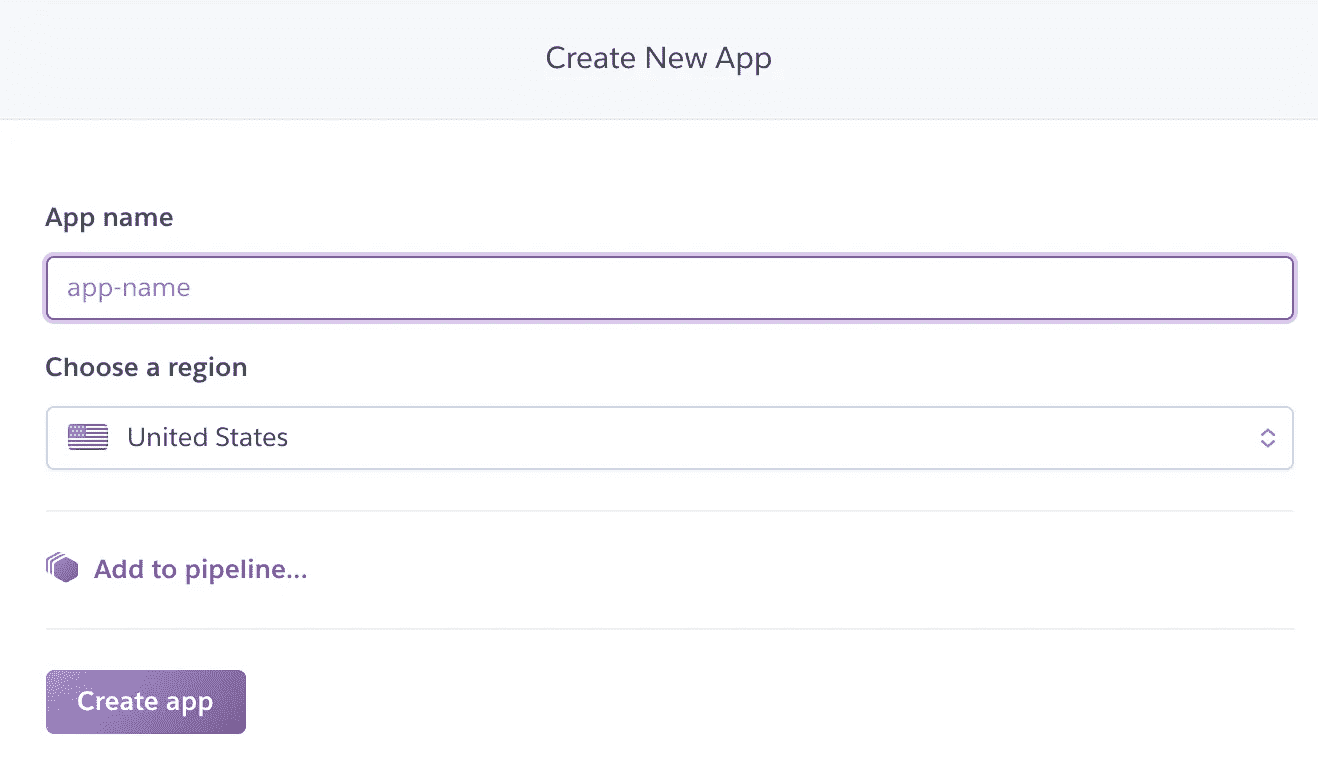 Create New App
App name
app-name
Choose a region
United States
Add to pipeline...
Create app